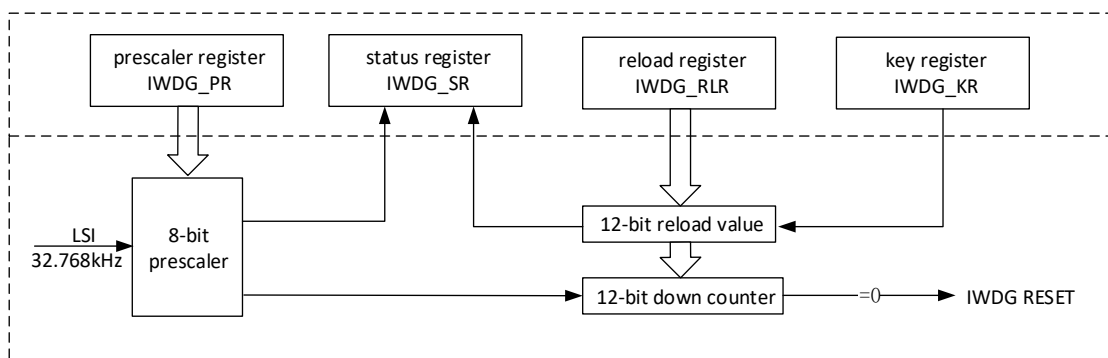 prescaler register
IWDG_PR
status register
IWDG_SR
reload register
IWDG_RLR
key register
IWDG_KR
LSI
32.768kHz
8-bit
prescaler
12-bit reload value
12-bit down counter
=0
IWDG RESET